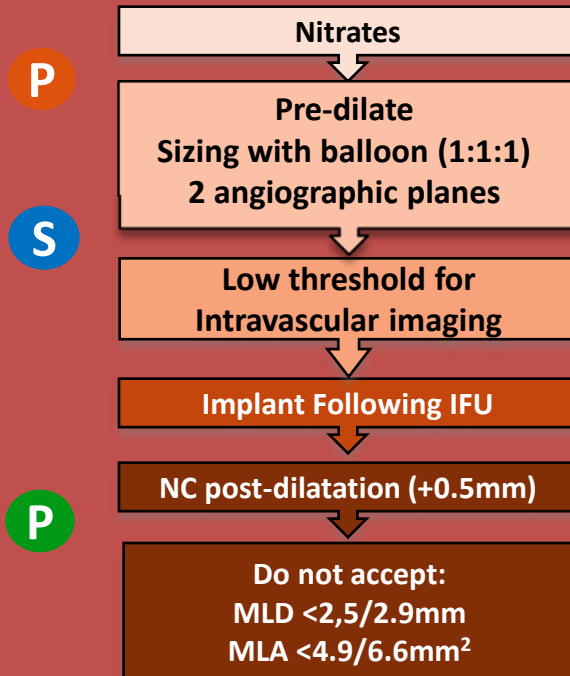 Nitrates
P
Pre-dilate
Sizing with balloon (1:1:1)
2 angiographic planes
S
Low threshold for
Intravascular imaging
Implant Following IFU
NC post-dilatation (+0.5mm)
P
Do not accept:
MLD <2,5/2.9mm
MLA <4.9/6.6mm²